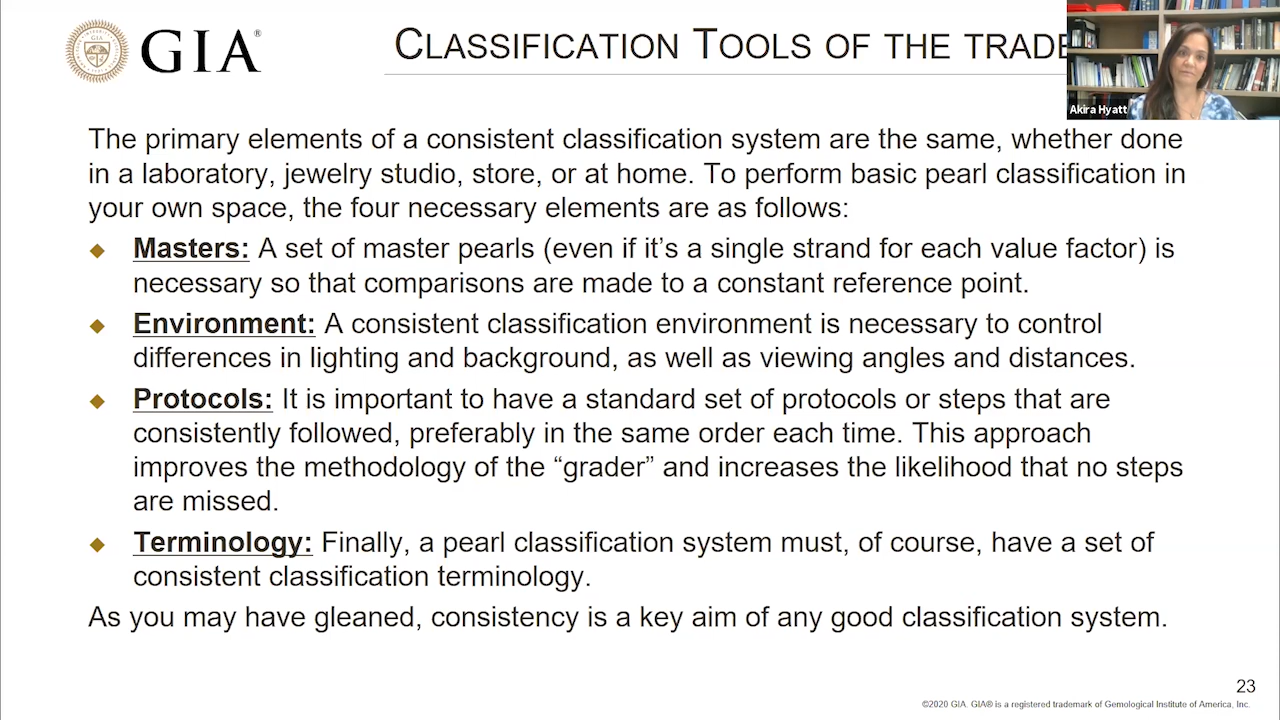 GIA®
CLASSIFICATION TOOLS OF THE TRADE
Akira Hyatt
The primary elements of a consistent classification system are the same, whether done
in a laboratory, jewelry studio, store, or at home. To perform basic pearl classification in
your own space, the four necessary elements are as follows:
Masters: A set of master pearls (even if it's a single strand for each value factor) is
necessary so that comparisons are made to a constant reference point.
Environment: A consistent classification environment is necessary to control
differences in lighting and background, as well as viewing angles and distances.
Protocols: It is important to have a standard set of protocols or steps that are
consistently followed, preferably in the same order each time. This approach
improves the methodology of the “grader” and increases the likelihood that no steps
are missed.
Terminology: Finally, a pearl classification system must, of course, have a set of
consistent classification terminology.
As you may have gleaned, consistency is a key aim of any good classification system.
23
©2020 GIA. GIA® is a registered trademark of Gemological Institute of America, Inc.